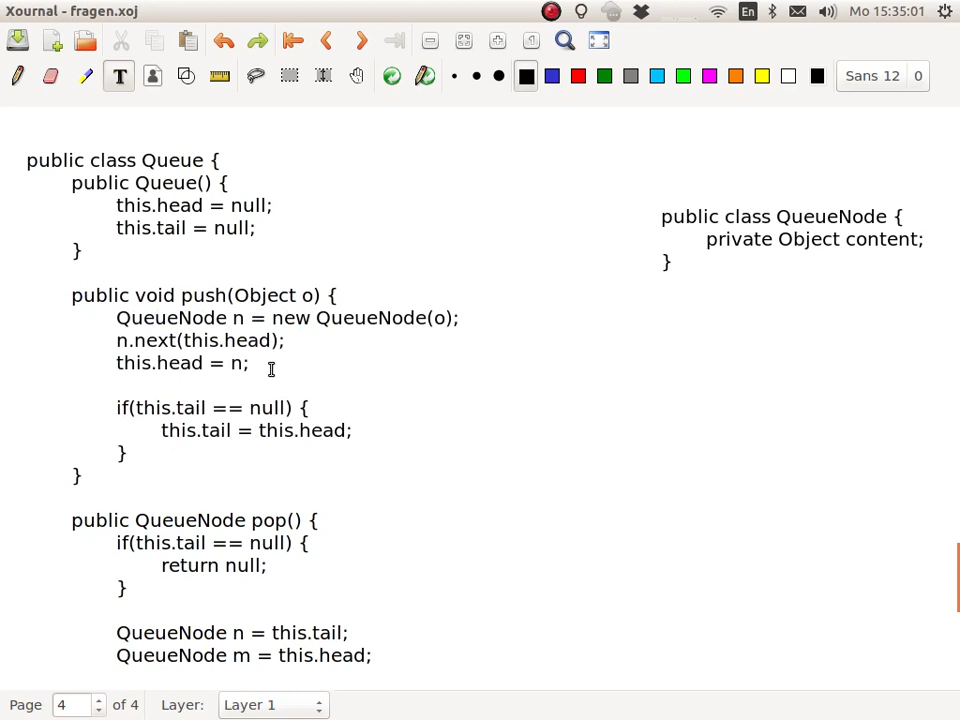 Xournal - fragen.xoj
En
Mo 15:35:01
T
Sans 12 0
public class Queue {
public Queue() {
this.head = null;
this.tail = null;
}
public void push(Object o) {
QueueNode n = new QueueNode(o);
n.next(this.head);
this.head = n;
if(this.tail == null) {
this.tail = this.head;
}
}
public QueueNode pop() {
if(this.tail == null) {
return null;
}
QueueNode n = this.tail;
QueueNode m = this.head;
public class QueueNode {
private Object content;
}
Page 4 of 4 Layer: Layer 1